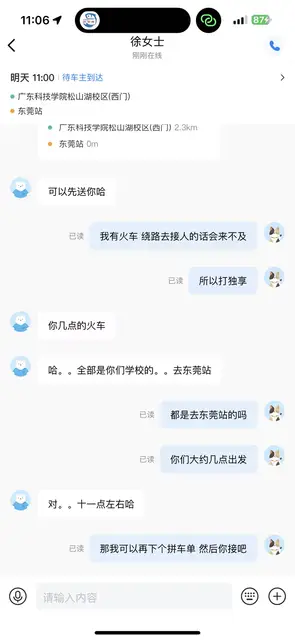 11:06
87
徐女士
刚刚在线
明天 11:00 待车主到达
广东科技学院松山湖校区(西门)
东莞站
广东科技学院松山湖校区(西门) 2.3km
东莞站 0m
可以先送你哈
已读 我有火车 绕路去接人的话会来不及
已读 所以打独享
你几点的火车
哈。。全部是你们学校的。。去东莞站
已读 都是去东莞站的吗
已读 你们大约几点出发
对。。十一点左右哈
已读 那我可以再下个拼车单 然后你接吧
请输入内容